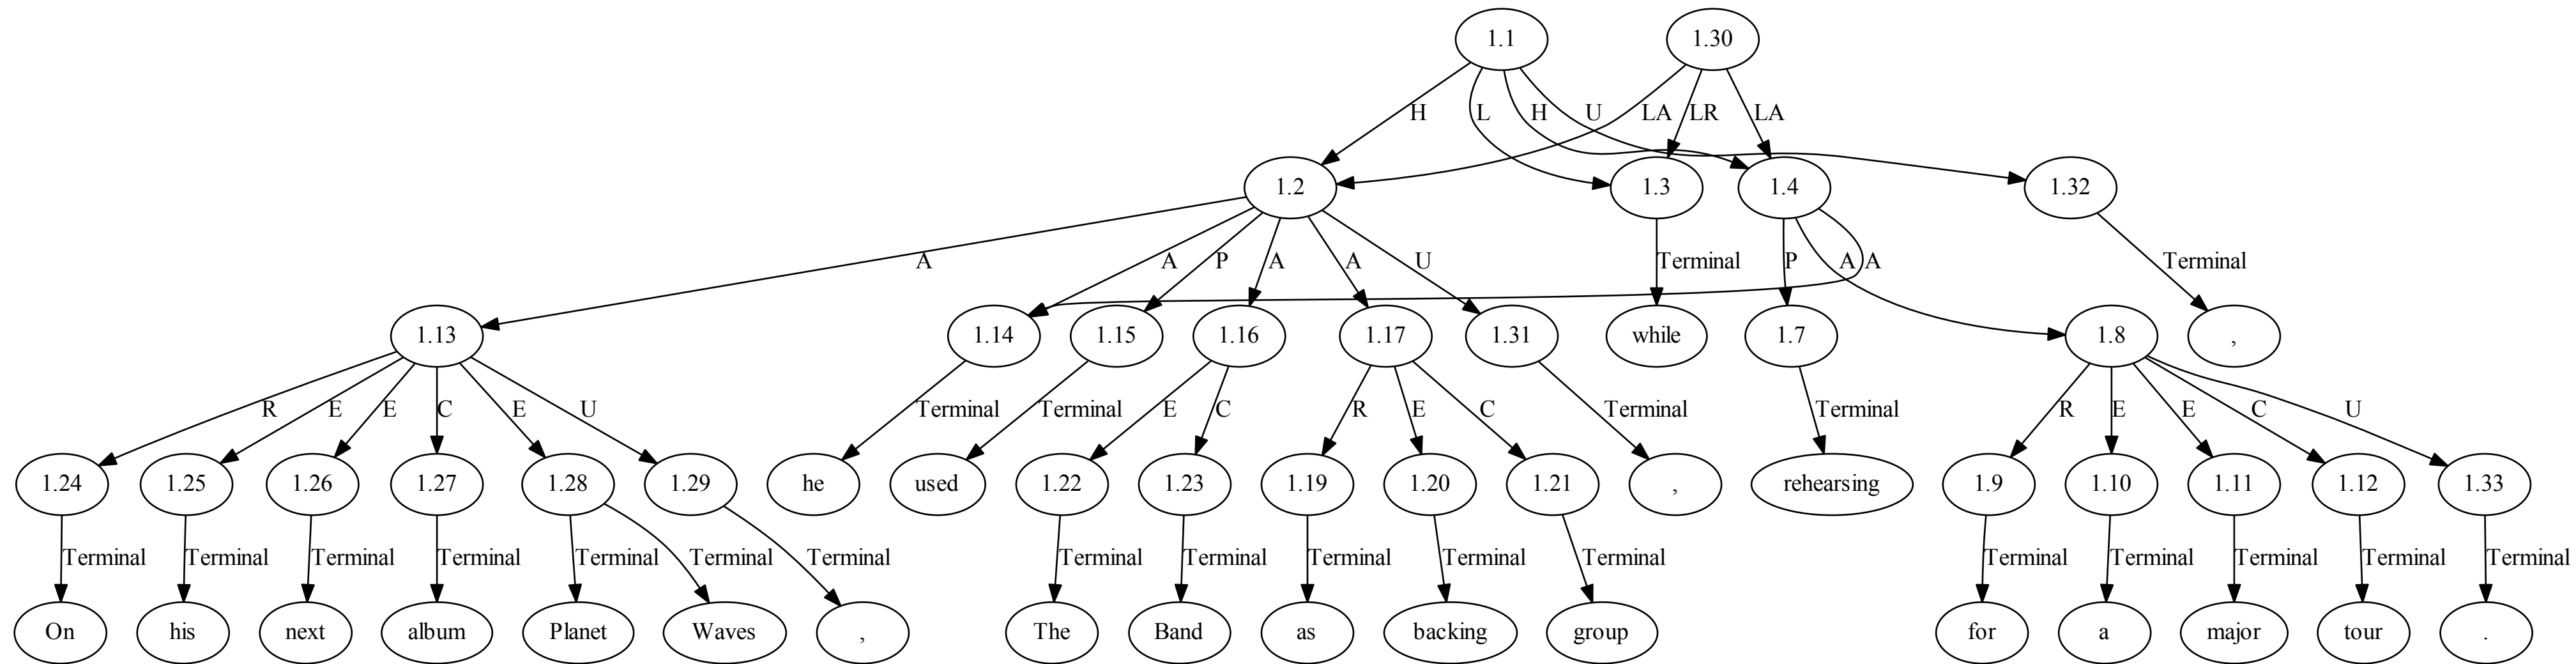 1.1 1.30
H L H U LA LR LA
1.2 1.3 1.4 1.32
A A P A A U Terminal P A A Terminal
1.13 1.14 1.15 1.16 1.17 1.31 while 1.7 1.8 ,
R E E C E U Terminal Terminal E C R E C Terminal Terminal R E E C U
1.24 1.25 1.26 1.27 1.28 1.29 he used 1.22 1.23 1.19 1.20 1.21 , rehearsing 1.9 1.10 1.11 1.12 1.33
Terminal Terminal Terminal Terminal Terminal Terminal Terminal Terminal Terminal Terminal Terminal Terminal Terminal Terminal Terminal Terminal Terminal
On his next album Planet Waves , The Band as backing group for a major tour .